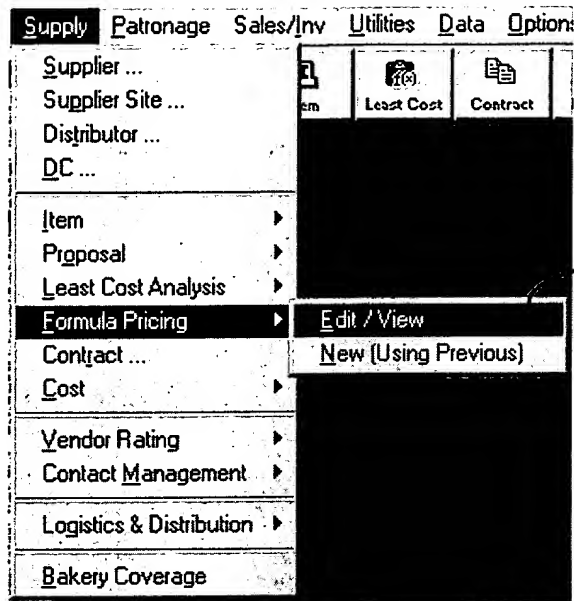 Supply Patronage Sales/Inv Utilities Data Option
Supplier ...
Supplier Site ...
Distributor ...
DC ...
Least Cost Contract
Item
Proposal
Least Cost Analysis
Formula Pricing
Edit / View
New (Using Previous)
Contract ...
Cost
Vendor Rating
Contact Management
Logistics & Distribution
Bakery Coverage